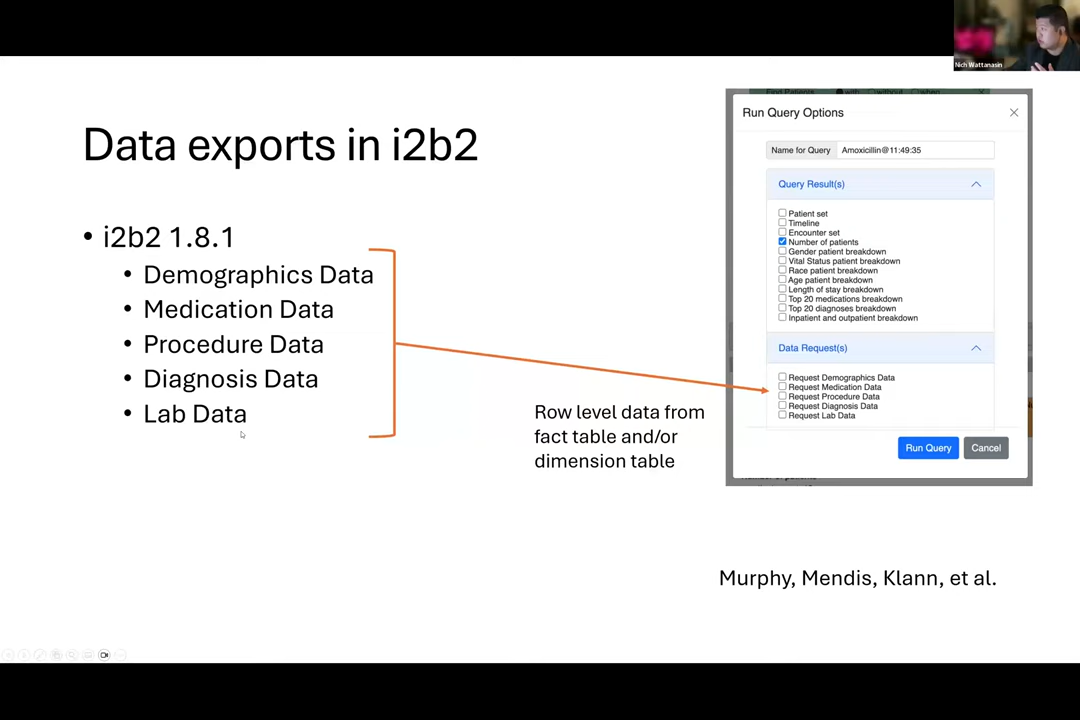 Nich Wattanasin
Data exports in i2b2
• i2b2 1.8.1
• Demographics Data
• Medication Data
• Procedure Data
• Diagnosis Data
• Lab Data
Row level data from
fact table and/or
dimension table
Run Query Options
Name for Query Amoxicillin@11:49:35
Query Result(s)
Patient set
Timeline
Encounter set
Number of patients
Gender patient breakdown
Vital Status patient breakdown
Race patient breakdown
Age patient breakdown
Length of stay breakdown
Top 20 medications breakdown
Top 20 diagnoses breakdown
Inpatient and outpatient breakdown
Data Request(s)
Request Demographics Data
Request Medication Data
Request Procedure Data
Request Diagnosis Data
Request Lab Data
Run Query Cancel
Murphy, Mendis, Klann, et al.